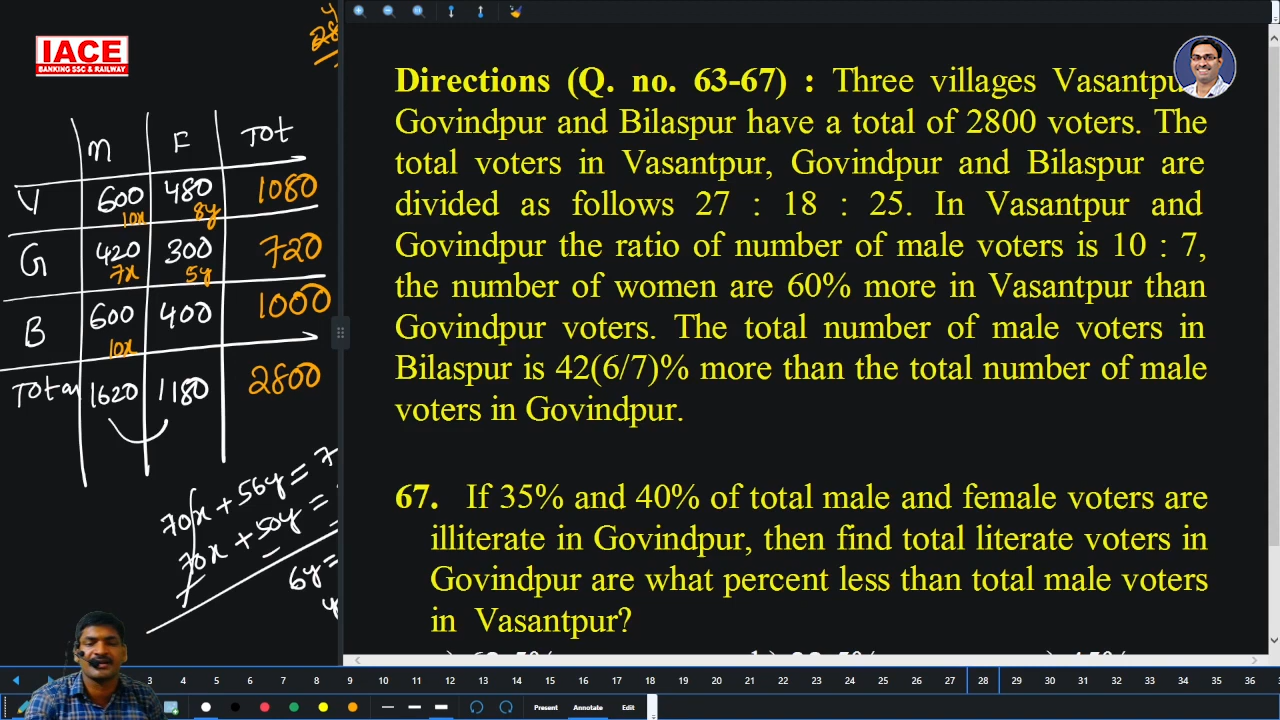 IACE
BANKING SSC & RAILWAY
M F Tot
V 600 480 1080
10x 8y
G 420 300 720
7x 5y
B 600 400 1000
10x
Total 1620 1180 2800
70x + 56y = 7
70x + 50y =
6y =
y
Directions (Q. no. 63-67) : Three villages Vasantpu
Govindpur and Bilaspur have a total of 2800 voters. The
total voters in Vasantpur, Govindpur and Bilaspur are
divided as follows 27 : 18 : 25. In Vasantpur and
Govindpur the ratio of number of male voters is 10 : 7,
the number of women are 60% more in Vasantpur than
Govindpur voters. The total number of male voters in
Bilaspur is 42(6/7)% more than the total number of male
voters in Govindpur.
67. If 35% and 40% of total male and female voters are
illiterate in Govindpur, then find total literate voters in
Govindpur are what percent less than total male voters
in Vasantpur?
3 4 5 6 7 8 9 10 11 12 13 14 15 16 17 18 19 20 21 22 23 24 25 26 27 28 29 30 31 32 33 34 35 36
Present Annotate Edit